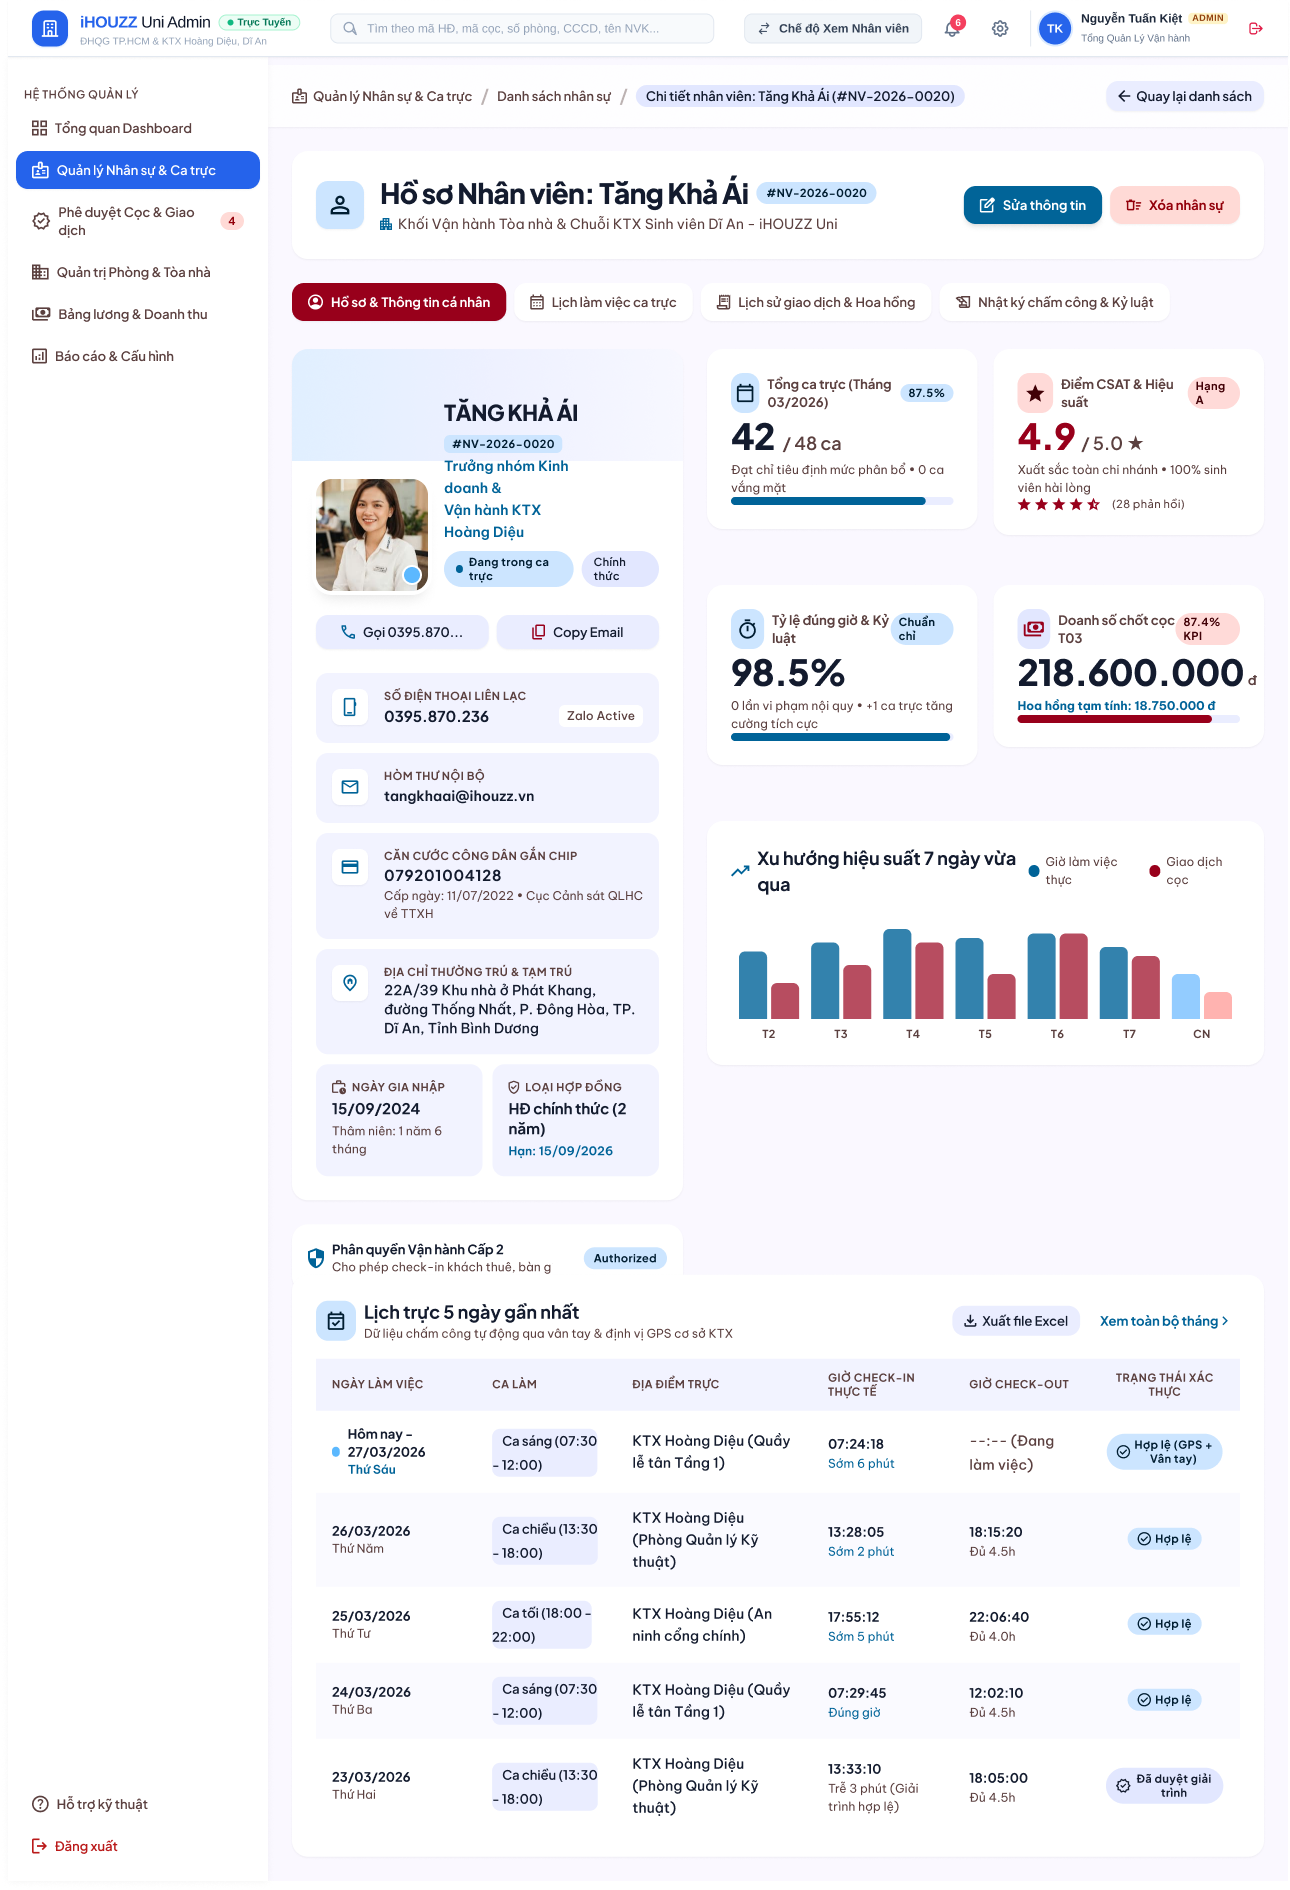 iHOUZZ Uni Admin
Trực Tuyến
ĐHQG TP.HCM & KTX Hoàng Diệu, Dĩ An
Tìm theo mã HĐ, mã cọc, số phòng, CCCD, tên NVK...
Chế độ Xem Nhân viên
6
TK
Nguyễn Tuấn Kiệt
ADMIN
Tổng Quản Lý Vận hành
HỆ THỐNG QUẢN LÝ
Tổng quan Dashboard
Quản lý Nhân sự & Ca trực
Phê duyệt Cọc & Giao
dịch
4
Quản trị Phòng & Tòa nhà
Bảng lương & Doanh thu
Báo cáo & Cấu hình
Hỗ trợ kỹ thuật
Đăng xuất
Quản lý Nhân sự & Ca trực / Danh sách nhân sự / Chi tiết nhân viên: Tăng Khả Ái (#NV-2026-0020)
Quay lại danh sách
Hồ sơ Nhân viên: Tăng Khả Ái
#NV-2026-0020
Khối Vận hành Tòa nhà & Chuỗi KTX Sinh viên Dĩ An - iHOUZZ Uni
Sửa thông tin
Xóa nhân sự
Hồ sơ & Thông tin cá nhân
Lịch làm việc ca trực
Lịch sử giao dịch & Hoa hồng
Nhật ký chấm công & Kỷ luật
TĂNG KHẢ ÁI
#NV-2026-0020
Trưởng nhóm Kinh
doanh &
Vận hành KTX
Hoàng Diệu
Đang trong ca
trực
Chính
thức
Gọi 0395.870...
Copy Email
SỐ ĐIỆN THOẠI LIÊN LẠC
0395.870.236
Zalo Active
HÒM THƯ NỘI BỘ
tangkhaai@ihouzz.vn
CĂN CƯỚC CÔNG DÂN GẮN CHIP
079201004128
Cấp ngày: 11/07/2022 • Cục Cảnh sát QLHC
về TTXH
ĐỊA CHỈ THƯỜNG TRÚ & TẠM TRÚ
22A/39 Khu nhà ở Phát Khang,
đường Thống Nhất, P. Đông Hòa, TP.
Dĩ An, Tỉnh Bình Dương
NGÀY GIA NHẬP
15/09/2024
Thâm niên: 1 năm 6
tháng
LOẠI HỢP ĐỒNG
HĐ chính thức (2
năm)
Hạn: 15/09/2026
Phân quyền Vận hành Cấp 2
Cho phép check-in khách thuê, bàn g
Authorized
Tổng ca trực (Tháng
03/2026)
87.5%
42 / 48 ca
Đạt chỉ tiêu định mức phân bổ • 0 ca
vắng mặt
Điểm CSAT & Hiệu
suất
Hạng
A
4.9 / 5.0 ★
Xuất sắc toàn chi nhánh • 100% sinh
viên hài lòng
(28 phản hồi)
Tỷ lệ đúng giờ & Kỷ
luật
Chuẩn
chỉ
98.5%
0 lần vi phạm nội quy • +1 ca trực tăng
cường tích cực
Doanh số chốt cọc
T03
87.4%
KPI
218.600.000 đ
Hoa hồng tạm tính: 18.750.000 đ
Xu hướng hiệu suất 7 ngày vừa
qua
Giờ làm việc
thực
Giao dịch
cọc
T2 T3 T4 T5 T6 T7 CN
Lịch trực 5 ngày gần nhất
Dữ liệu chấm công tự động qua vân tay & định vị GPS cơ sở KTX
Xuất file Excel
Xem toàn bộ tháng
NGÀY LÀM VIỆC
CA LÀM
ĐỊA ĐIỂM TRỰC
GIỜ CHECK-IN
THỰC TẾ
GIỜ CHECK-OUT
TRẠNG THÁI XÁC
THỰC
Hôm nay -
27/03/2026
Thứ Sáu
Ca sáng (07:30
- 12:00)
KTX Hoàng Diệu (Quầy
lễ tân Tầng 1)
07:24:18
Sớm 6 phút
--:-- (Đang
làm việc)
Hợp lệ (GPS +
Vân tay)
26/03/2026
Thứ Năm
Ca chiều (13:30
- 18:00)
KTX Hoàng Diệu
(Phòng Quản lý Kỹ
thuật)
13:28:05
Sớm 2 phút
18:15:20
Đủ 4.5h
Hợp lệ
25/03/2026
Thứ Tư
Ca tối (18:00 -
22:00)
KTX Hoàng Diệu (An
ninh cổng chính)
17:55:12
Sớm 5 phút
22:06:40
Đủ 4.0h
Hợp lệ
24/03/2026
Thứ Ba
Ca sáng (07:30
- 12:00)
KTX Hoàng Diệu (Quầy
lễ tân Tầng 1)
07:29:45
Đúng giờ
12:02:10
Đủ 4.5h
Hợp lệ
23/03/2026
Thứ Hai
Ca chiều (13:30
- 18:00)
KTX Hoàng Diệu
(Phòng Quản lý Kỹ
thuật)
13:33:10
Trễ 3 phút (Giải
trình hợp lệ)
18:05:00
Đủ 4.5h
Đã duyệt giải
trình